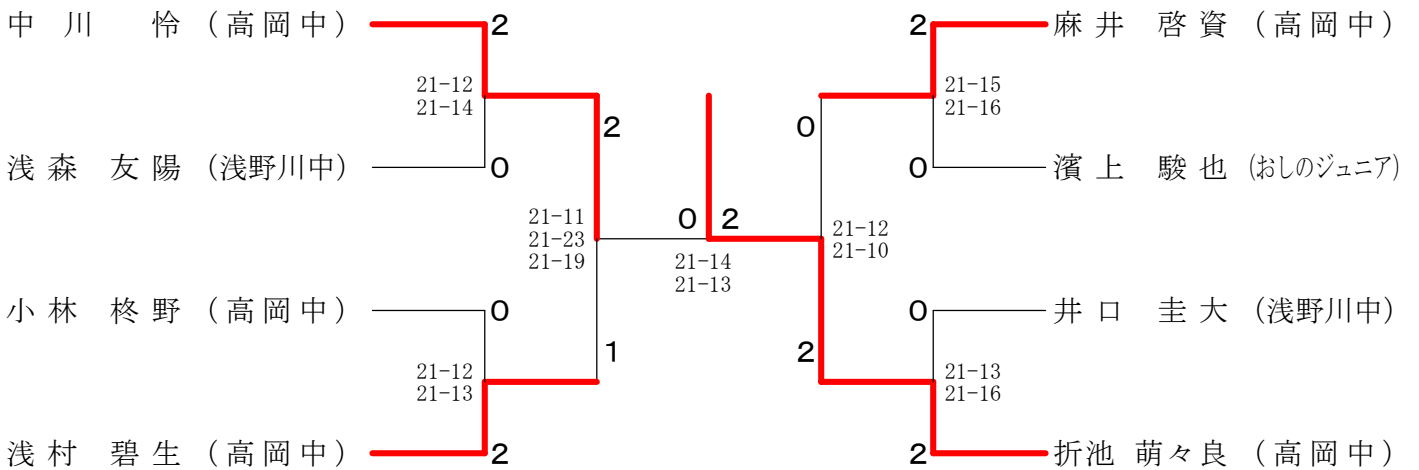 中川 怜 (高岡中) 2
2 麻井 啓資 (高岡中)
21-12
21-14
21-15
21-16
2
0
浅森 友陽 (浅野川中) 0
0 濱上 駿也 (おしのジュニア)
21-11
21-23
21-19
0 2
21-14
21-13
21-12
21-10
小林 柊野 (高岡中) 0
0 井口 圭大 (浅野川中)
1
2
21-12
21-13
21-13
21-16
浅村 碧生 (高岡中) 2
2 折池 萌々良 (高岡中)